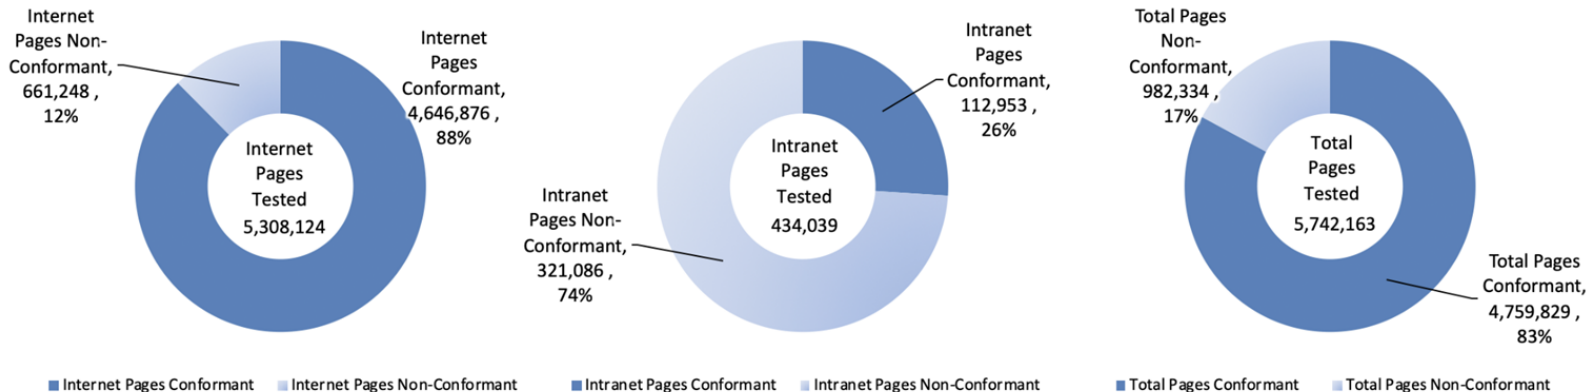 Internet
Pages Non-
Conformant,
661,248 ,
12%
Internet
Pages
Conformant,
4,646,876 ,
88%
Internet
Pages
Tested
5,308,124
Internet Pages Conformant
Internet Pages Non-Conformant
Intranet
Pages
Conformant,
112,953 ,
26%
Intranet
Pages
Tested
434,039
Intranet
Pages Non-
Conformant,
321,086 ,
74%
Intranet Pages Conformant
Intranet Pages Non-Conformant
Total Pages
Non-
Conformant,
982,334 ,
17%
Total
Pages
Tested
5,742,163
Total Pages
Conformant,
4,759,829 ,
83%
Total Pages Conformant
Total Pages Non-Conformant